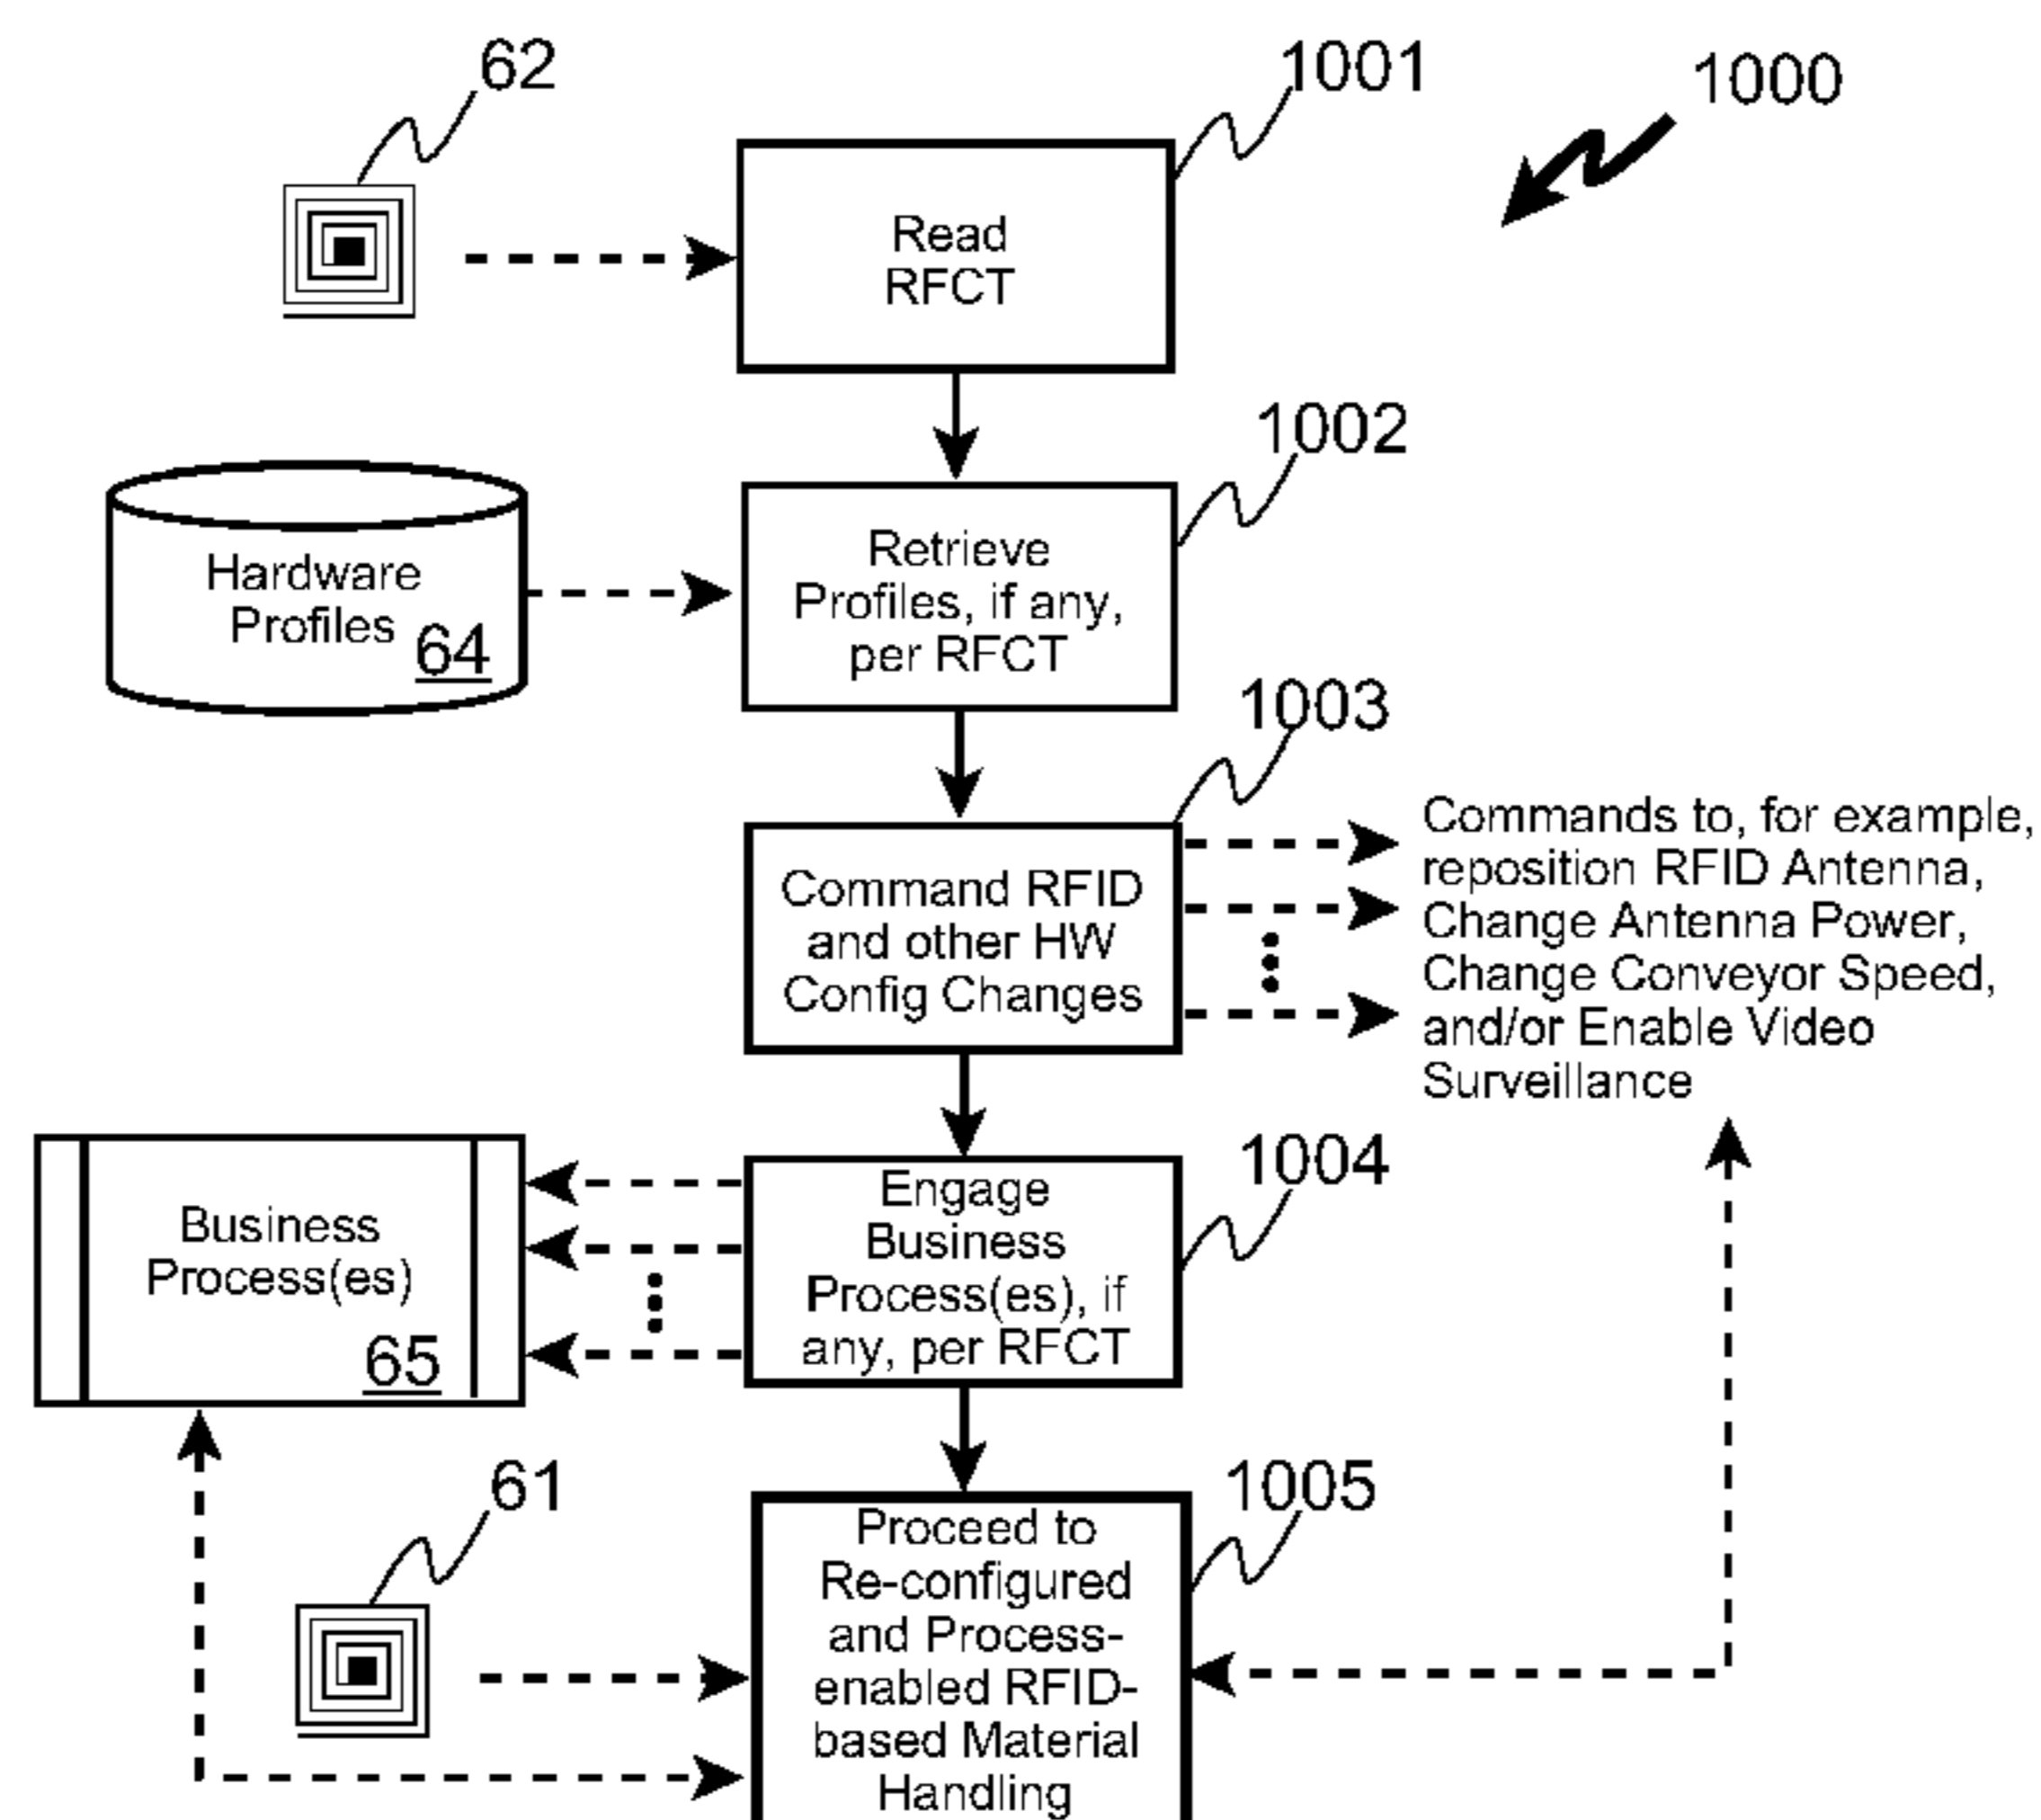 62
1001
1000
Read
RFCT
1002
Hardware
Profiles
64
Retrieve
Profiles, if any,
per RFCT
1003
Command RFID
and other HW
Config Changes
Commands to, for example,
reposition RFID Antenna,
Change Antenna Power,
Change Conveyor Speed,
and/or Enable Video
Surveillance
1004
Business
Process(es)
65
Engage
Business
Process(es), if
any, per RFCT
61
1005
Proceed to
Re-configured
and Process-
enabled RFID-
based Material
Handling